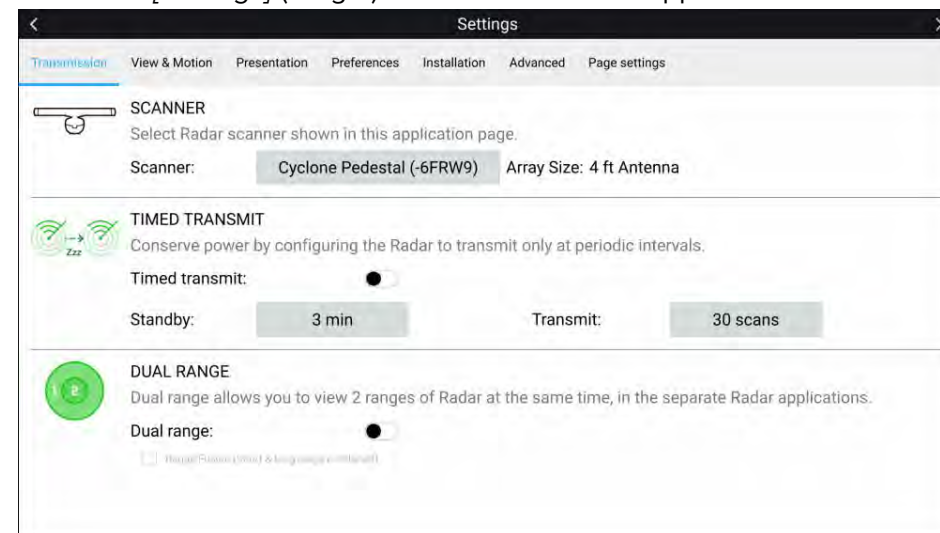 Settings
Transmission View & Motion Presentation Preferences Installation Advanced Page settings
SCANNER
Select Radar scanner shown in this application page.
Scanner: Cyclone Pedestal (-6FRW9) Array Size: 4 ft Antenna
TIMED TRANSMIT
Conserve power by configuring the Radar to transmit only at periodic intervals.
Zzz
Timed transmit:
Standby: 3 min Transmit: 30 scans
DUAL RANGE
1 2
Dual range allows you to view 2 ranges of Radar at the same time, in the separate Radar applications.
Dual range: